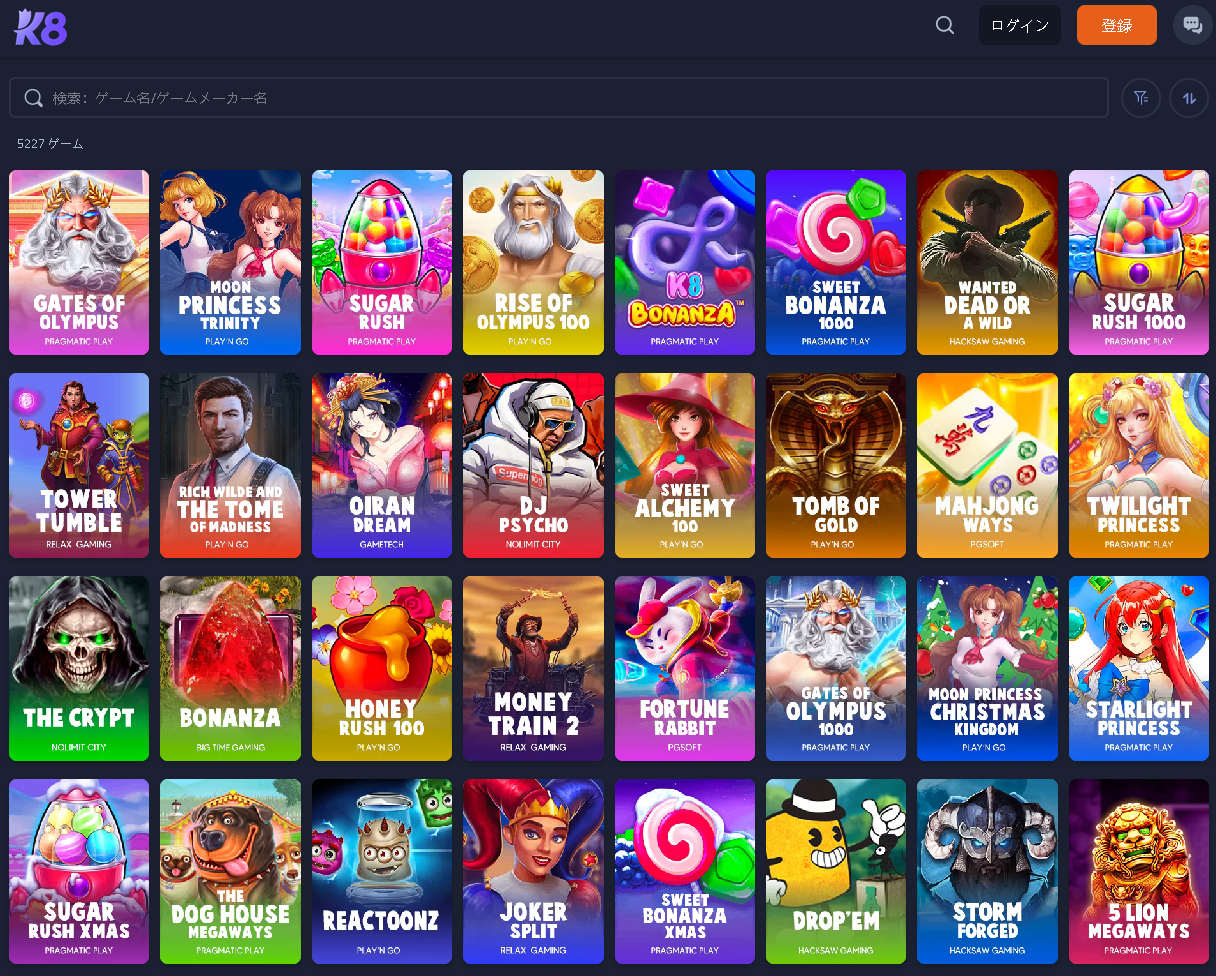 K8
ログイン
登録
検索: ゲーム名/ゲームメーカー名
5227 ゲーム
GATES OF
OLYMPUS
PRAGMATIC PLAY
MOON
PRINCESS
TRINITY
PLAY'N GO
SUGAR
RUSH
PRAGMATIC PLAY
RISE OF
OLYMPUS 100
PLAY'N GO
K8
BONANZA™
PRAGMATIC PLAY
SWEET
BONANZA
1000
PRAGMATIC PLAY
WANTED
DEAD OR
A WILD
HACKSAW GAMING
SUGAR
RUSH 1000
PRAGMATIC PLAY
TOWER
TUMBLE
RELAX GAMING
RICH WILDE AND
THE TOME
OF MADNESS
PLAY'N GO
OIRAN
DREAM
GAMETECH
DJ
PSYCHO
NOLIMIT CITY
SWEET
ALCHEMY
100
PLAY'N GO
TOMB OF
GOLD
PLAY'N GO
MAHJONG
WAYS
PGSOFT
TWILIGHT
PRINCESS
PRAGMATIC PLAY
THE CRYPT
NOLIMIT CITY
BONANZA
BIG TIME GAMING
HONEY
RUSH 100
PLAY'N GO
MONEY
TRAIN 2
RELAX GAMING
FORTUNE
RABBIT
PGSOFT
GATES OF
OLYMPUS
1000
PRAGMATIC PLAY
MOON PRINCESS
CHRISTMAS
KINGDOM
PLAY'N GO
STARLIGHT
PRINCESS
PRAGMATIC PLAY
SUGAR
RUSH XMAS
PRAGMATIC PLAY
THE
DOG HOUSE
MEGAWAYS
PRAGMATIC PLAY
REACTOONZ
PLAY'N GO
JOKER
SPLIT
RELAX GAMING
SWEET
BONANZA
XMAS
PRAGMATIC PLAY
DROP'EM
HACKSAW GAMING
STORM
FORGED
HACKSAW GAMING
5 LION
MEGAWAYS
PRAGMATIC PLAY